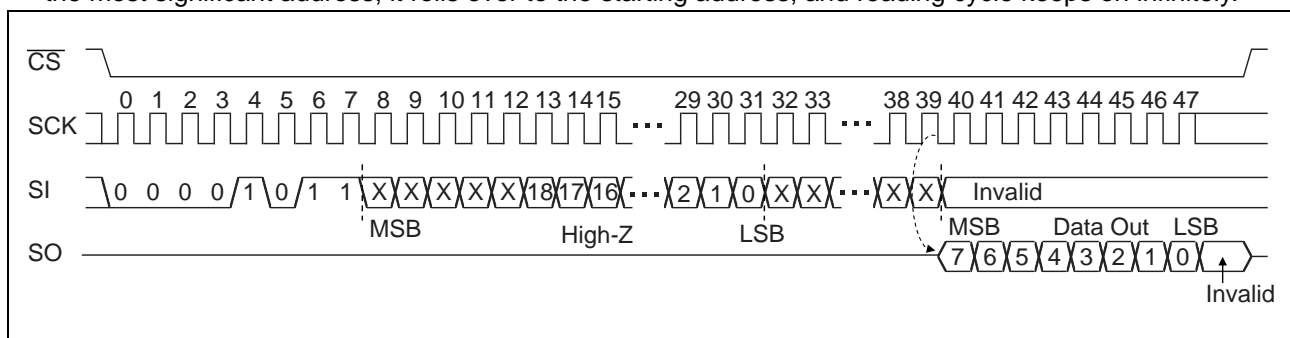 the most significant address, it rolls over to the starting address, and reading cycle keeps on infinitely.
CS
0 1 2 3 4 5 6 7 8 9 10 11 12 13 14 15 29 30 31 32 33 38 39 40 41 42 43 44 45 46 47
SCK
SI 0 0 0 0 1 0 1 1 X X X X X 18 17 16 2 1 0 X X X X Invalid
MSB High-Z LSB MSB Data Out LSB
SO 7 6 5 4 3 2 1 0
Invalid